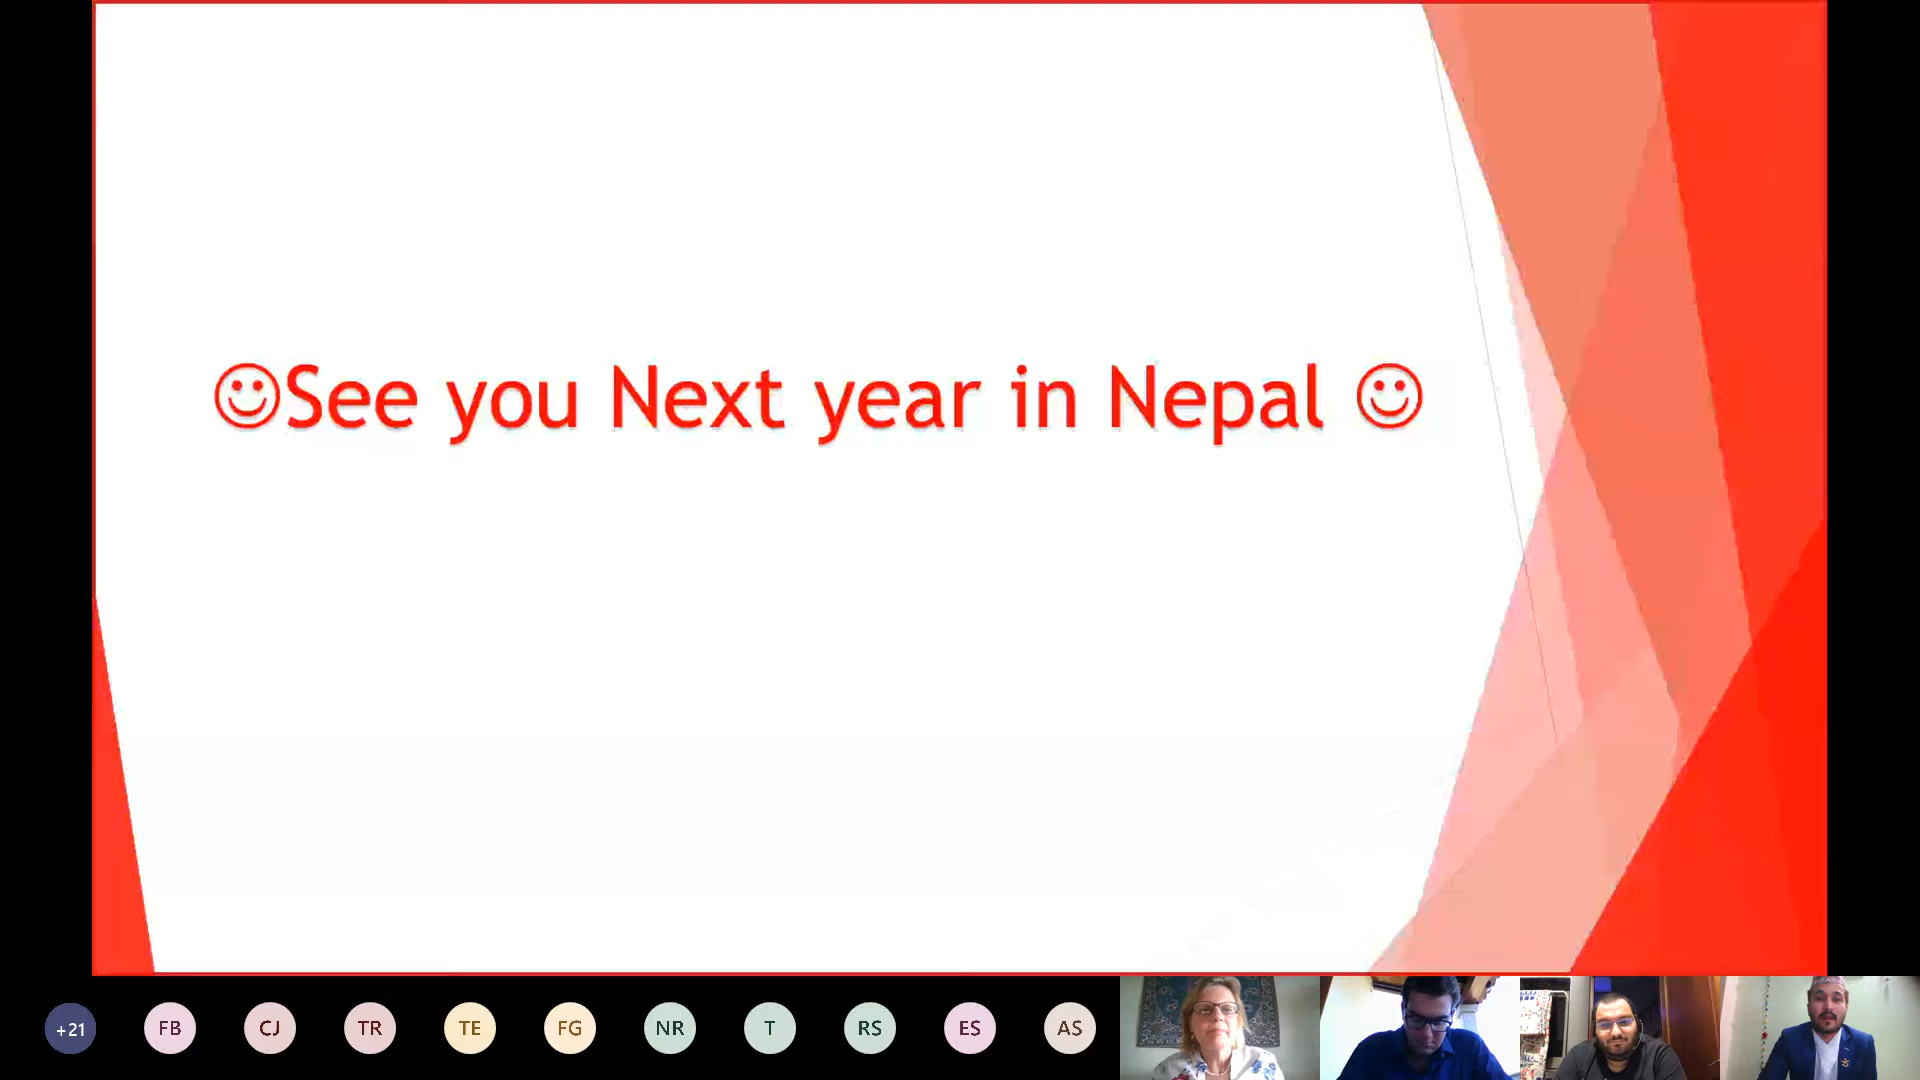 ☺See you Next year in Nepal ☺
+21
FB
CJ
TR
TE
FG
NR
T
RS
ES
AS